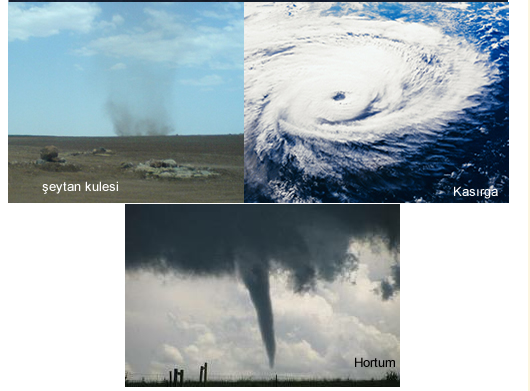 şeytan kulesi
Kasırga
Hortum